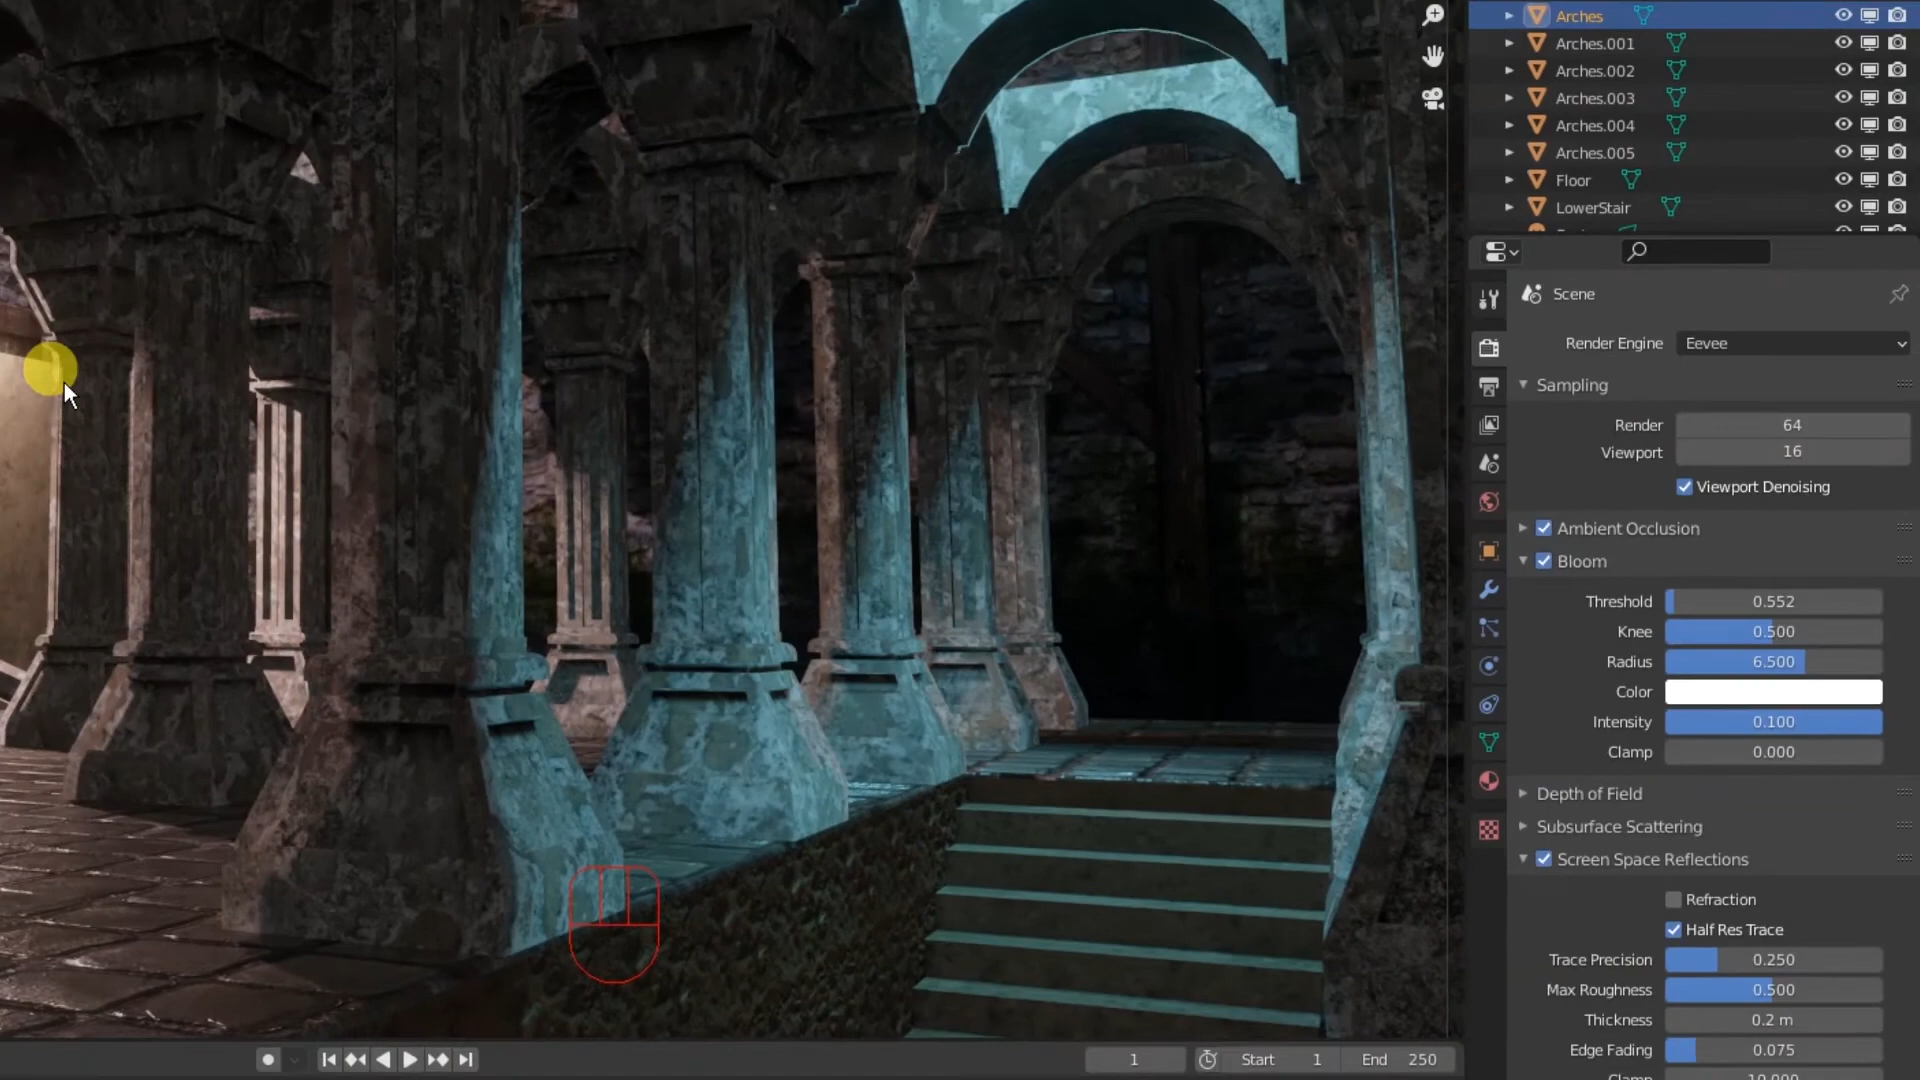 Arches
Arches.001
Arches.002
Arches.003
Arches.004
Arches.005
Floor
LowerStair
Scene
Render Engine Eevee
Sampling
Render 64
Viewport 16
Viewport Denoising
Ambient Occlusion
Bloom
Threshold 0.552
Knee 0.500
Radius 6.500
Color
Intensity 0.100
Clamp 0.000
Depth of Field
Subsurface Scattering
Screen Space Reflections
Refraction
Half Res Trace
Trace Precision 0.250
Max Roughness 0.500
Thickness 0.2 m
Edge Fading 0.075
Clamp 10.000
1 Start 1 End 250